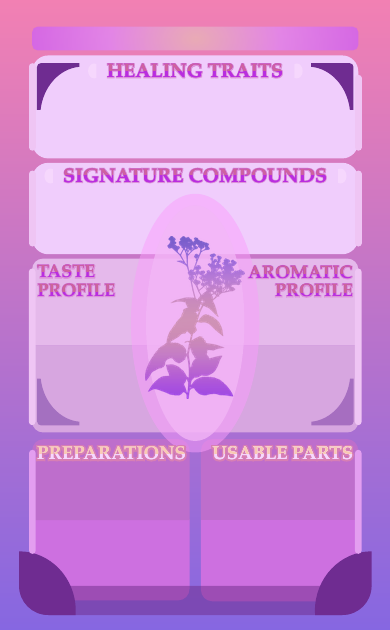 HEALING TRAITS
SIGNATURE COMPOUNDS
TASTE
PROFILE
AROMATIC
PROFILE
PREPARATIONS
USABLE PARTS